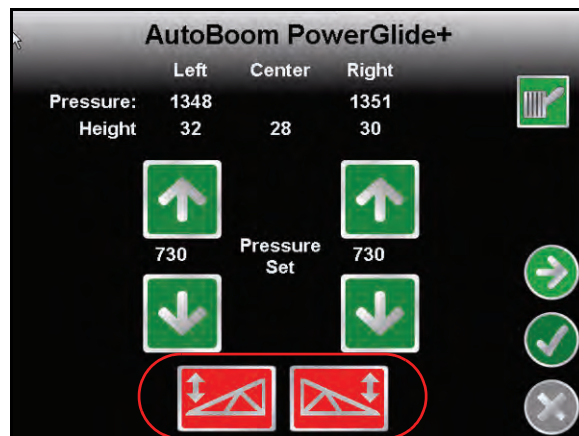 AutoBoom PowerGlide+
Left Center Right
Pressure: 1348 1351
Height 32 28 30
730 Pressure Set 730